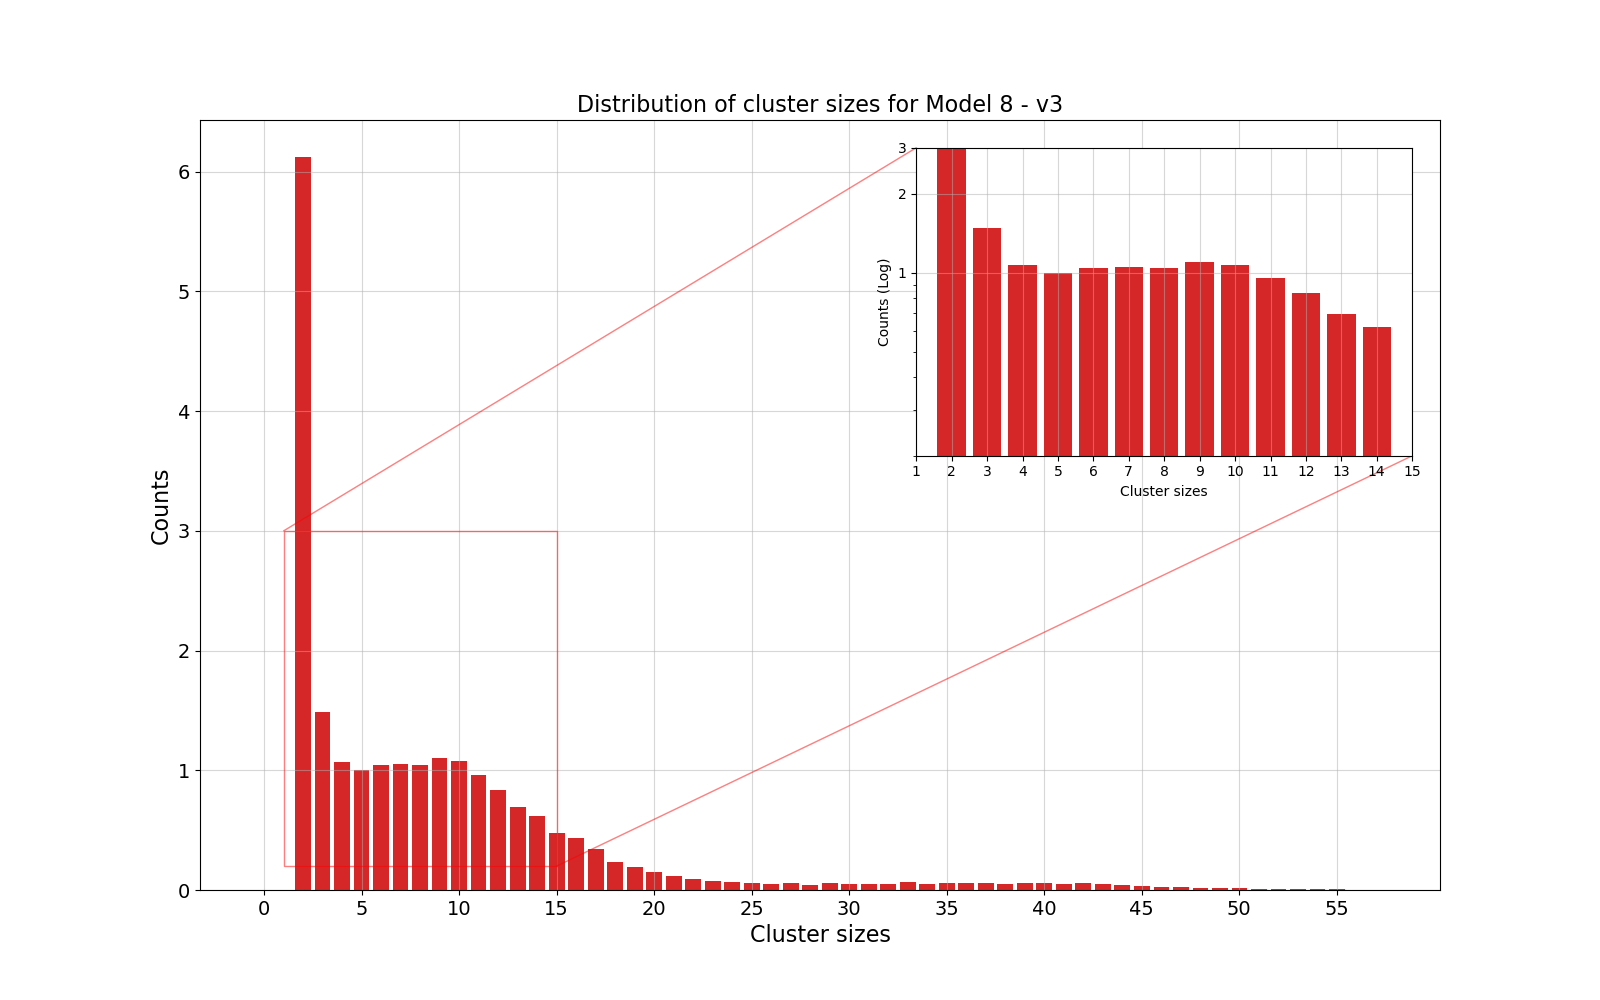 Distribution of cluster sizes for Model 8 - v3
Counts
6
5
4
3
2
1
0
0 5 10 15 20 25 30 35 40 45 50 55
Cluster sizes
Counts (Log)
3
2
1
1 2 3 4 5 6 7 8 9 10 11 12 13 14 15
Cluster sizes